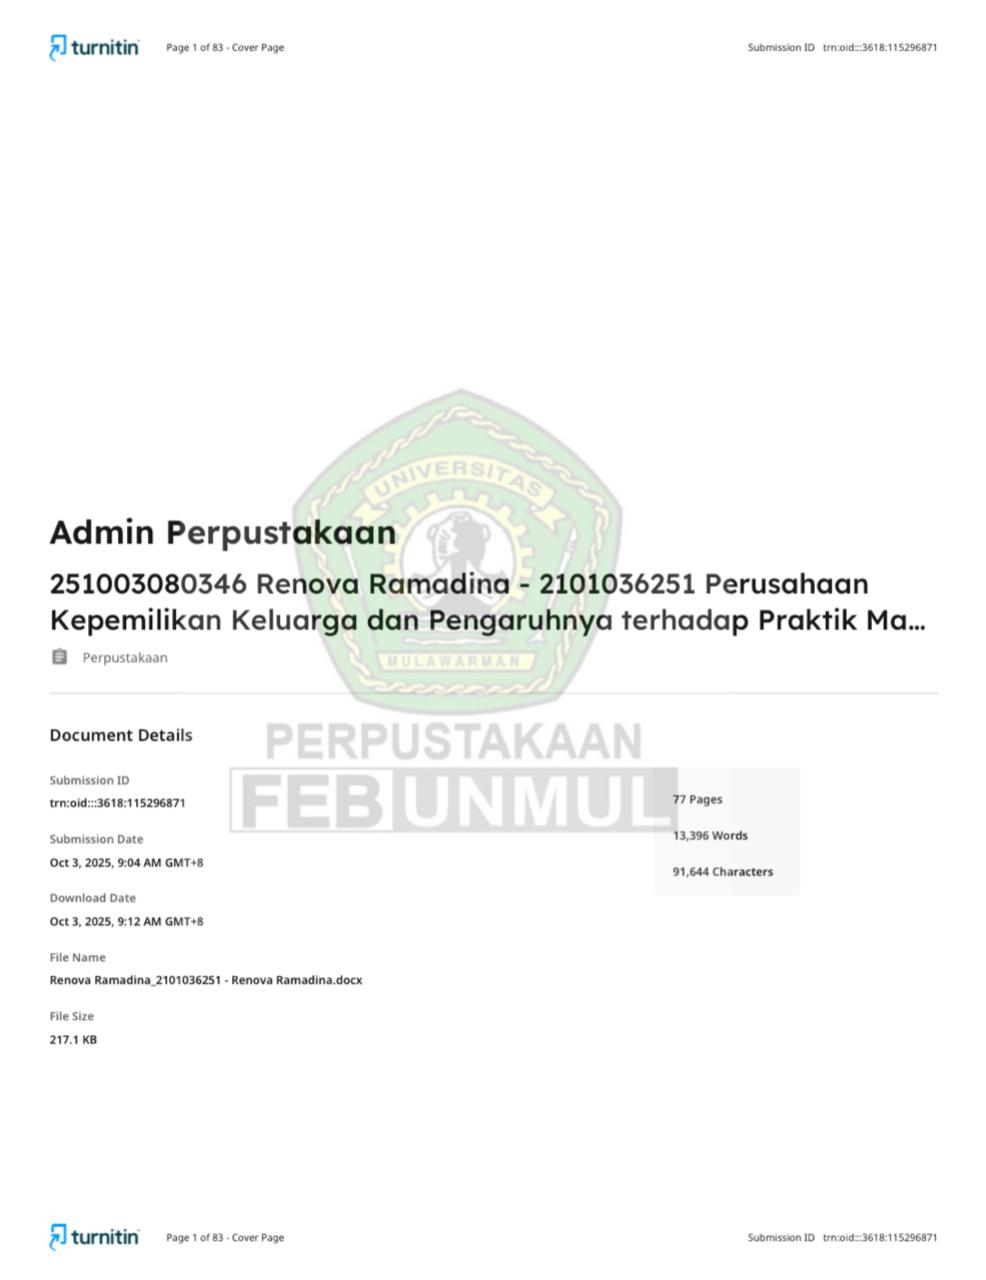 turnitin Page 1 of 83 - Cover Page Submission ID trn:oid:::3618:115296871
UNIVERSITAS
Admin Perpustakaan
251003080346 Renova Ramadina - 2101036251 Perusahaan
Kepemilikan Keluarga dan Pengaruhnya terhadap Praktik Ma...
MULAWARMAN
Perpustakaan
PERPUSTAKAAN
FEB UNMUL
Document Details
Submission ID
trn:oid:::3618:115296871
Submission Date
Oct 3, 2025, 9:04 AM GMT+8
Download Date
Oct 3, 2025, 9:12 AM GMT+8
File Name
Renova Ramadina_2101036251 - Renova Ramadina.docx
File Size
217.1 KB
77 Pages
13,396 Words
91,644 Characters
turnitin Page 1 of 83 - Cover Page Submission ID trn:oid:::3618:115296871